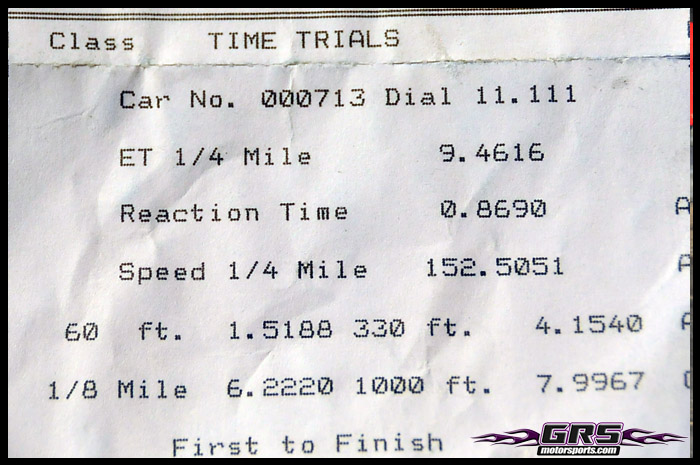 Class TIME TRIALS
Car No. 000713 Dial 11.111
ET 1/4 Mile 9.4616
Reaction Time 0.8690
Speed 1/4 Mile 152.5051
60 ft. 1.5188 330 ft. 4.1540
1/8 Mile 6.2220 1000 ft. 7.9967
First to Finish
GRS
motorsports.com